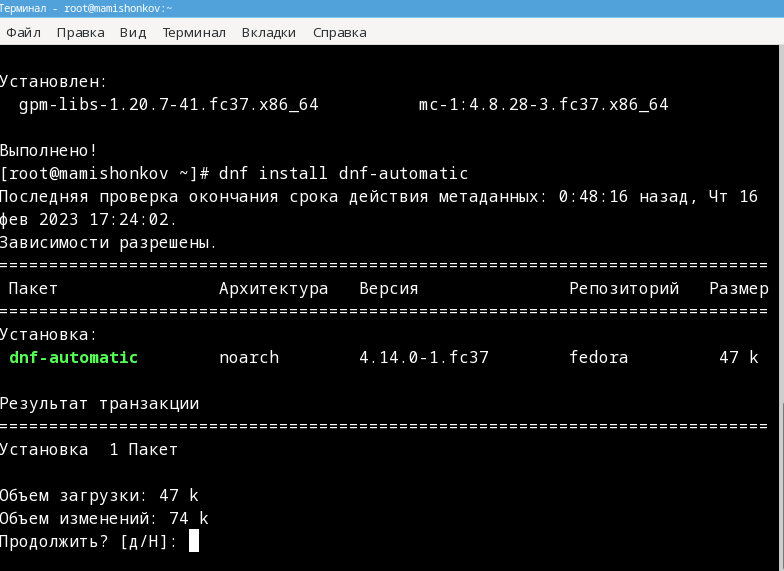 Терминал - root@mamishonkov:~
Файл Правка Вид Терминал Вкладки Справка
Установлен:
gpm-libs-1.20.7-41.fc37.x86_64 mc-1:4.8.28-3.fc37.x86_64
Выполнено!
[root@mamishonkov ~]# dnf install dnf-automatic
Последняя проверка окончания срока действия метаданных: 0:48:16 назад, Чт 16
фев 2023 17:24:02.
Зависимости разрешены.
================================================================================
Пакет Архитектура Версия Репозиторий Размер
================================================================================
Установка:
dnf-automatic noarch 4.14.0-1.fc37 fedora 47 k
Результат транзакции
================================================================================
Установка 1 Пакет
Объем загрузки: 47 k
Объем изменений: 74 k
Продолжить? [д/Н]: